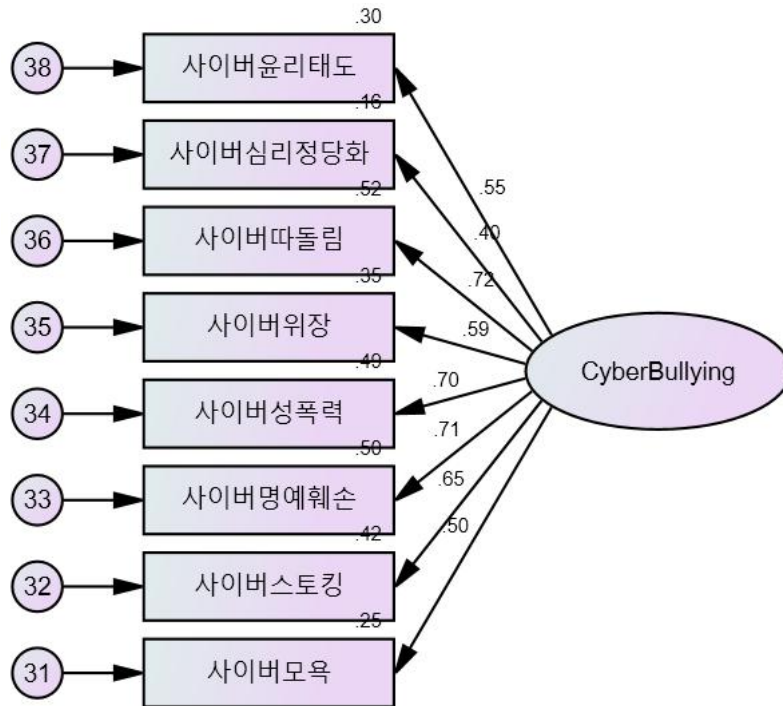 .30
38
사이버윤리태도
.16
37
사이버심리정당화
.55
.52
.40
36
사이버따돌림
.35
.72
35
사이버위장
.59
CyberBullying
.49
.70
34
사이버성폭력
.50
.71
33
사이버명예훼손
.65
.42
.50
32
사이버스토킹
.25
31
사이버모욕